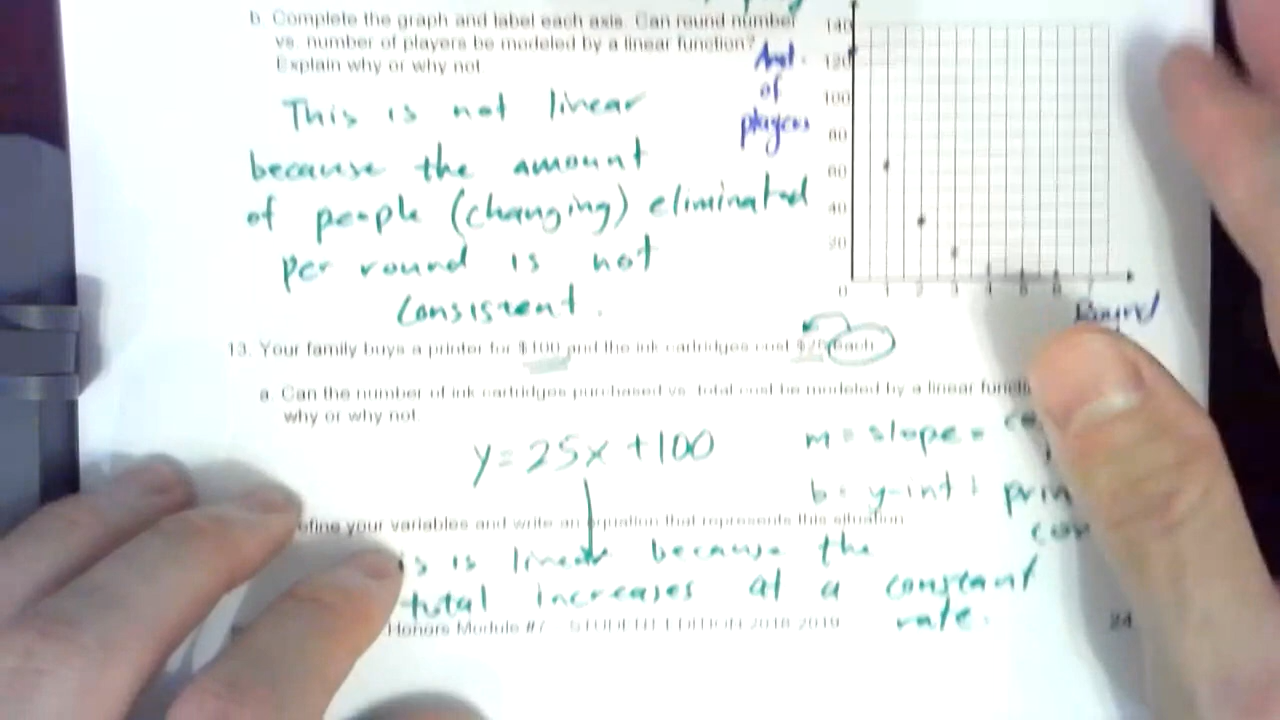 b. Complete the graph and label each axis. Can round number
vs. number of players be modeled by a linear function?
Explain why or why not
This is not linear
because the amount
of people (changing) eliminated
per round is not
consistent.
Amt.
of
players
140
120
100
80
60
40
20
0 1 2 3 4 5 6 7
Round
13. Your family buys a printer for $100 and the ink cartridges cost $25 each
a. Can the number of ink cartridges purchased vs. total cost be modeled by a linear
why or why not.
y = 25x + 100
m = slope =
b = y-int
your variables and write an equation that represents this situation
is linear because the
total increases at a constant
rate.
Honors Module #7 STUDENT EDITION 2018-2019
24